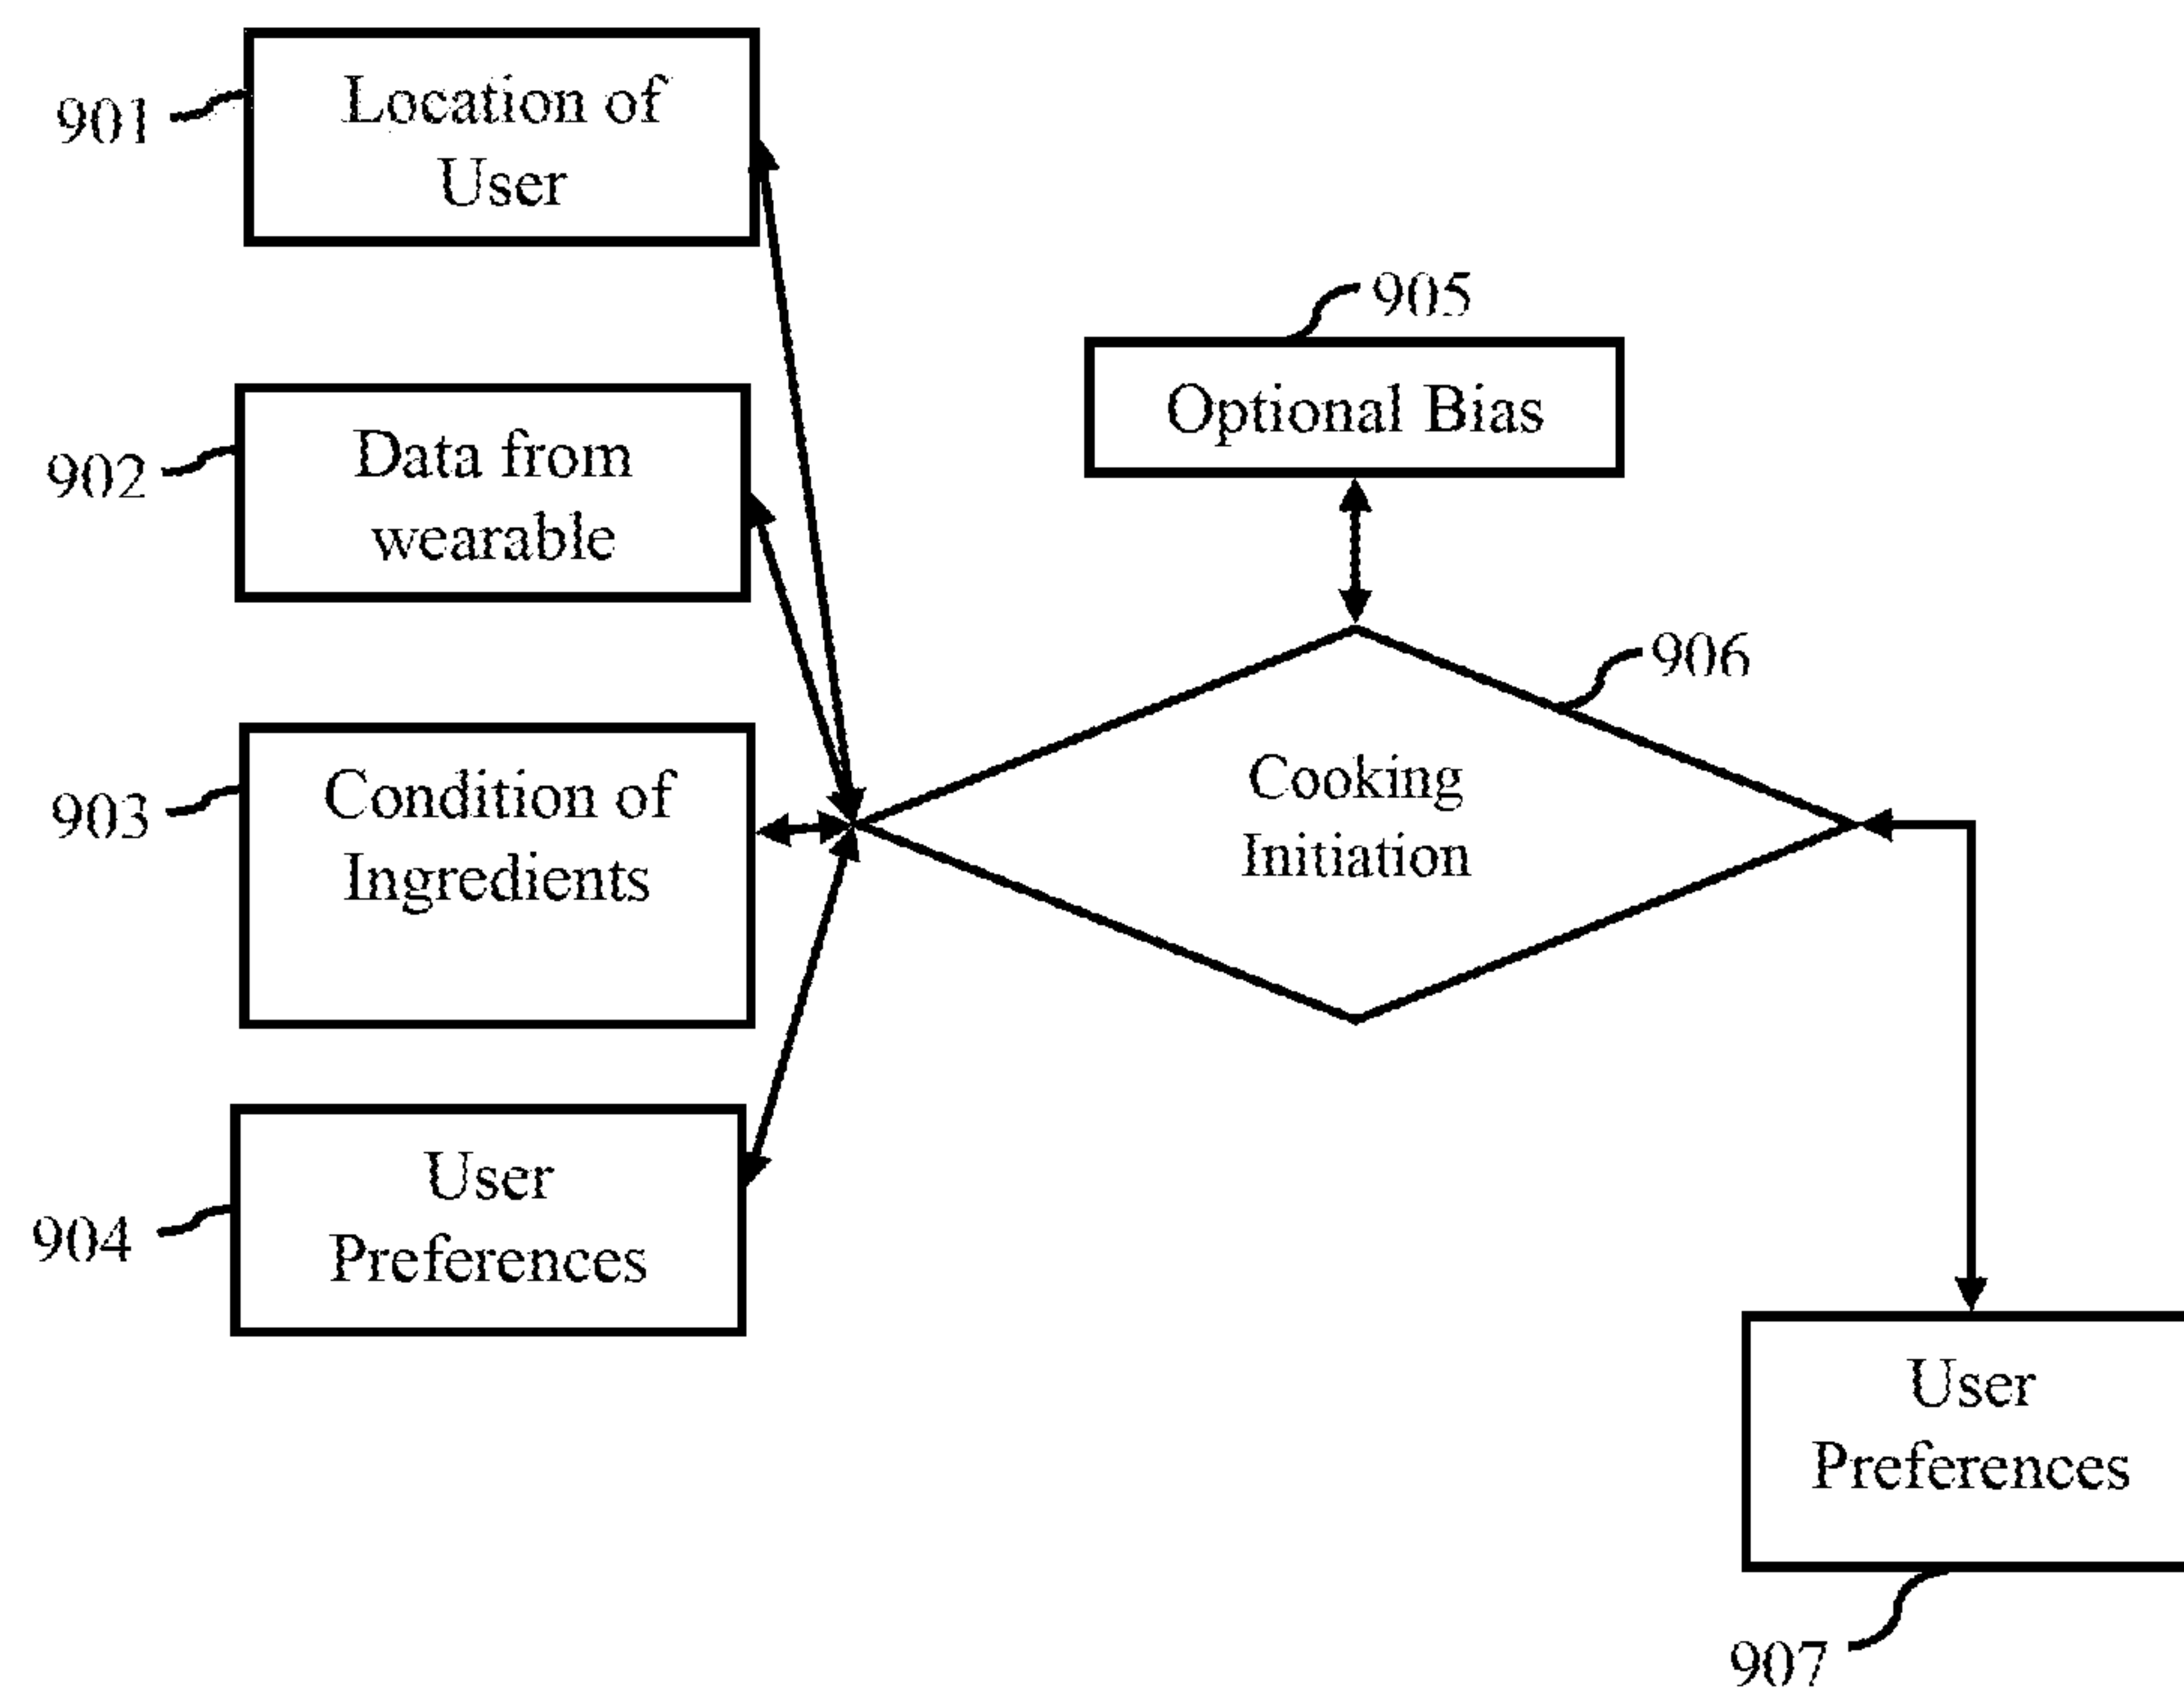 901
Location of
User
902
Data from
wearable
903
Condition of
Ingredients
904
User
Preferences
905
Optional Bias
906
Cooking
Initiation
User
Preferences
907